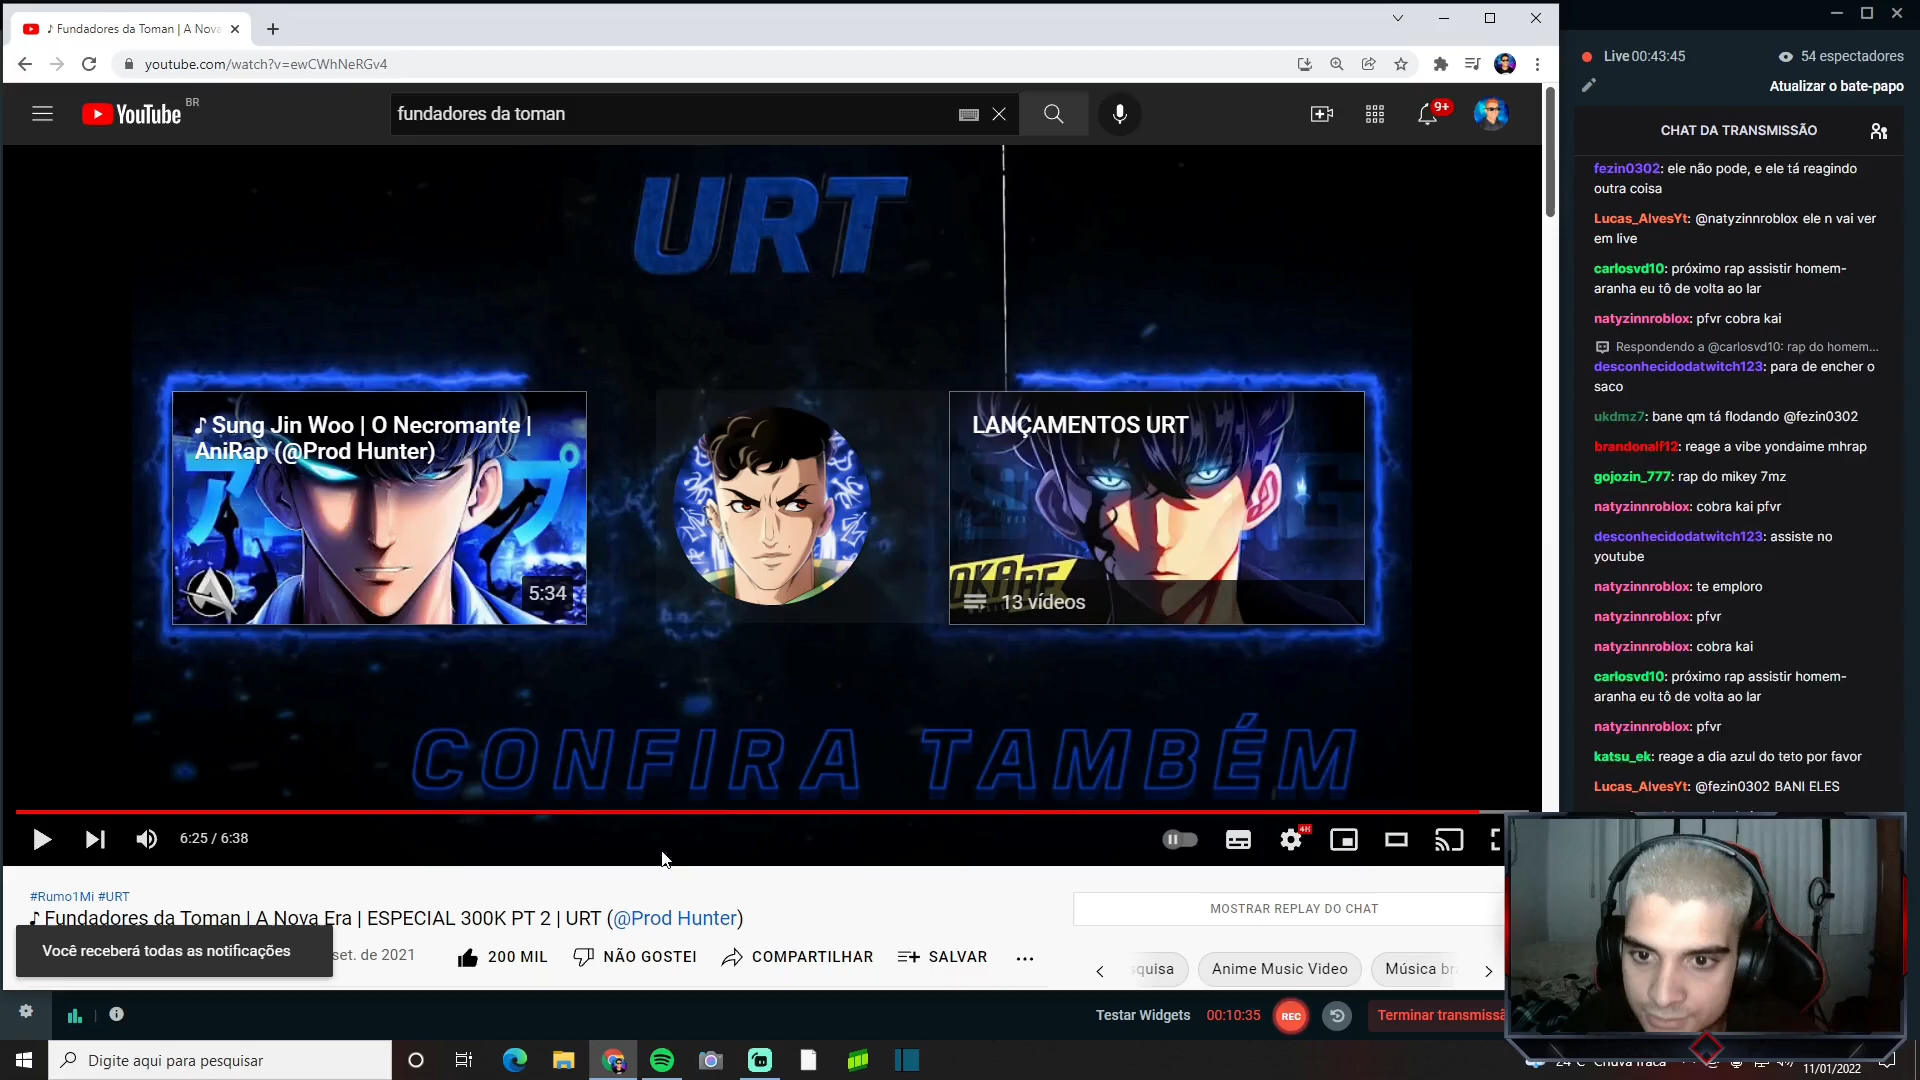 ♪ Fundadores da Toman | A Nova
youtube.com/watch?v=ewCWhNeRGv4
YouTube BR
fundadores da toman
9+
URT
♪ Sung Jin Woo | O Necromante |
AniRap (@Prod Hunter)
5:34
LANÇAMENTOS URT
13 vídeos
CONFIRA TAMBÉM
6:25 / 6:38
4K
#Rumo1Mi #URT
♪ Fundadores da Toman | A Nova Era | ESPECIAL 300K PT 2 | URT (@Prod Hunter)
Você receberá todas as notificações
set. de 2021
200 MIL
NÃO GOSTEI
COMPARTILHAR
SALVAR
MOSTRAR REPLAY DO CHAT
Anime Music Video
Música
Live 00:43:45
54 espectadores
Atualizar o bate-papo
CHAT DA TRANSMISSÃO
fezin0302: ele não pode, e ele tá reagindo
outra coisa
Lucas_AlvesYt: @natyzinnroblox ele n vai ver
em live
carlosvd10: próximo rap assistir homem-
aranha eu tô de volta ao lar
natyzinnroblox: pfvr cobra kai
Respondendo a @carlosvd10: rap do homem...
desconhecidodatwitch123: para de encher o
saco
ukdmz7: bane qm tá flodando @fezin0302
brandonalf12: reage a vibe yondaime mhrap
gojozin_777: rap do mikey 7mz
natyzinnroblox: cobra kai pfvr
desconhecidodatwitch123: assiste no
youtube
natyzinnroblox: te emploro
natyzinnroblox: pfvr
natyzinnroblox: cobra kai
carlosvd10: próximo rap assistir homem-
aranha eu tô de volta ao lar
natyzinnroblox: pfvr
katsu_ek: reage a dia azul do teto por favor
Lucas_AlvesYt: @fezin0302 BANI ELES
Testar Widgets
00:10:35
REC
Terminar
Digite aqui para pesquisar
11/01/2022